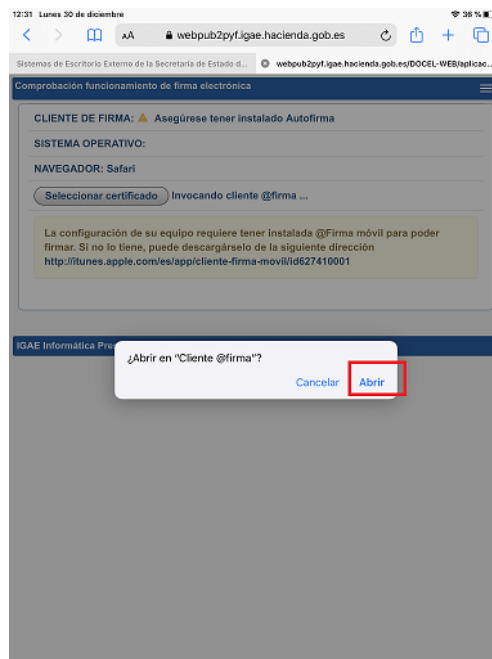 12:31 Lunes 30 de diciembre 36 %
AA webpub2pyf.igae.hacienda.gob.es
Sistemas de Escritorio Externo de la Secretaría de Estado d... webpub2pyf.igae.hacienda.gob.es/DOCEL-WEB/aplicac...
Comprobación funcionamiento de firma electrónica
CLIENTE DE FIRMA: Asegúrese tener instalado Autofirma
SISTEMA OPERATIVO:
NAVEGADOR: Safari
Seleccionar certificado Invocando cliente @firma ...
La configuración de su equipo requiere tener instalada @Firma móvil para poder
firmar. Si no lo tiene, puede descargárselo de la siguiente dirección
http://itunes.apple.com/es/app/cliente-firma-movil/id627410001
IGAE Informática Pre
¿Abrir en "Cliente @firma"?
Cancelar Abrir